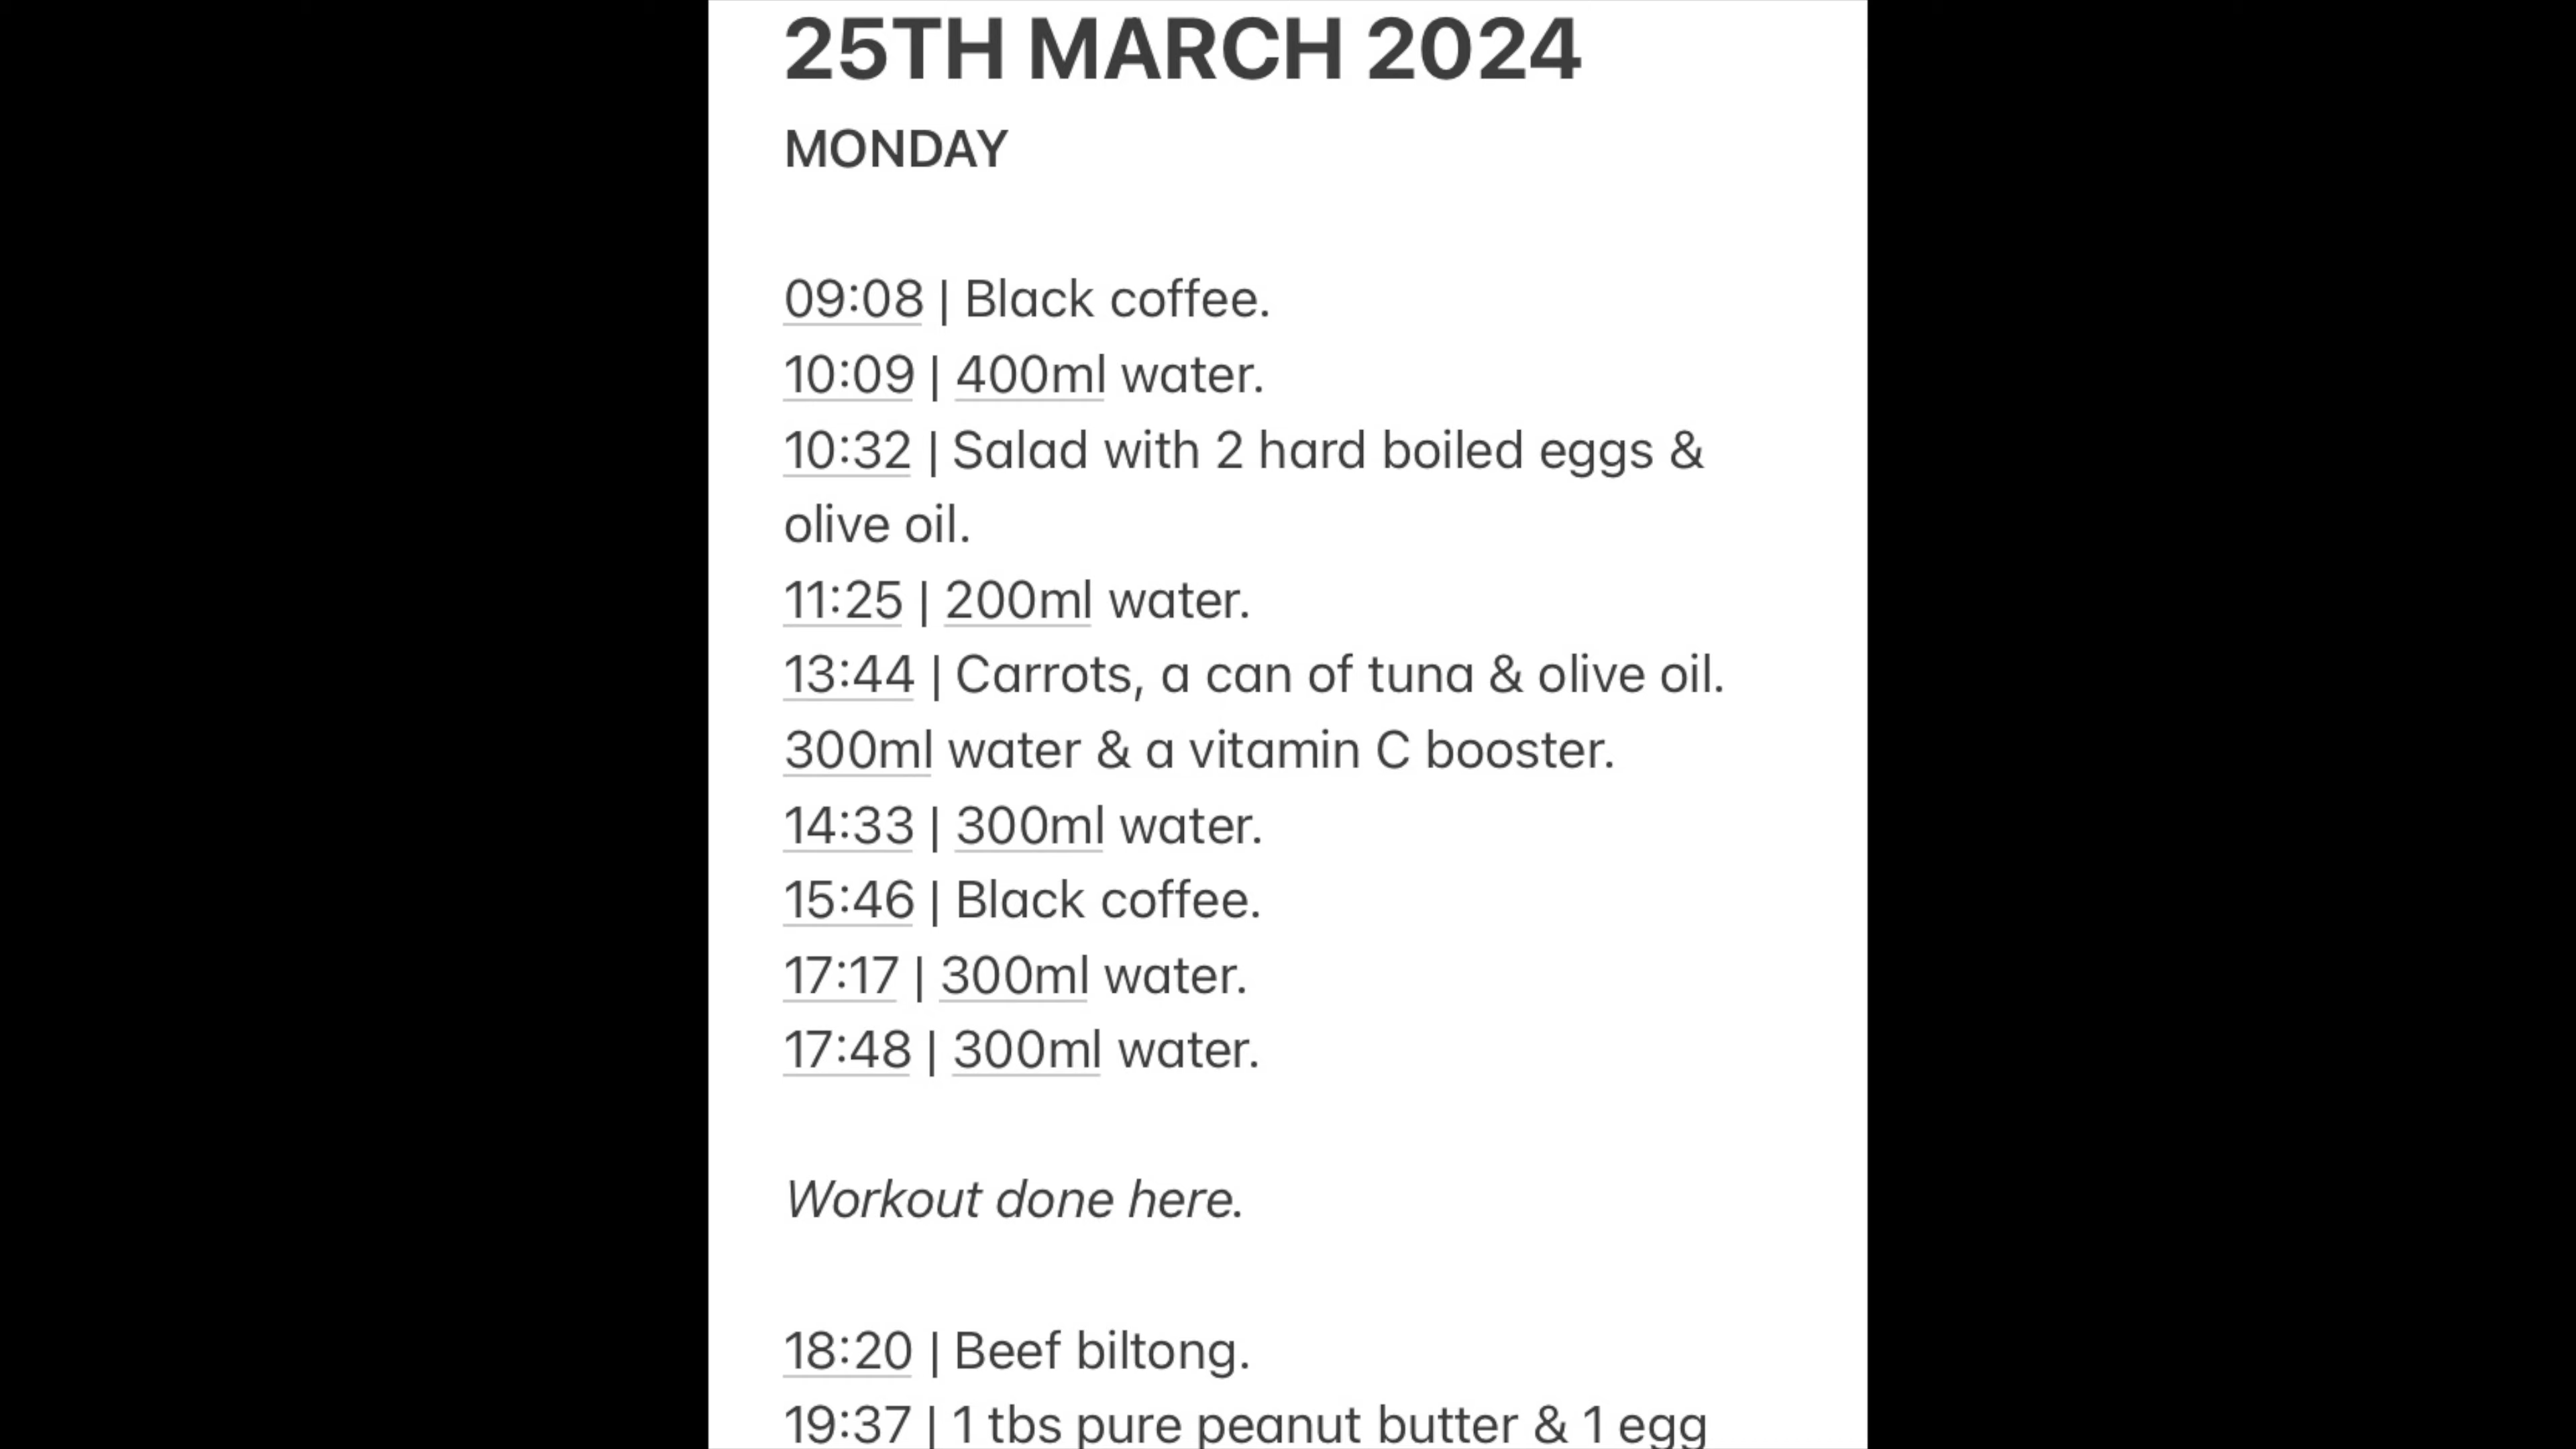 25TH MARCH 2024
MONDAY
09:08 | Black coffee.
10:09 | 400ml water.
10:32 | Salad with 2 hard boiled eggs &
olive oil.
11:25 | 200ml water.
13:44 | Carrots, a can of tuna & olive oil.
300ml water & a vitamin C booster.
14:33 | 300ml water.
15:46 | Black coffee.
17:17 | 300ml water.
17:48 | 300ml water.
Workout done here.
18:20 | Beef biltong.
19:37 | 1 tbs pure peanut butter & 1 egg